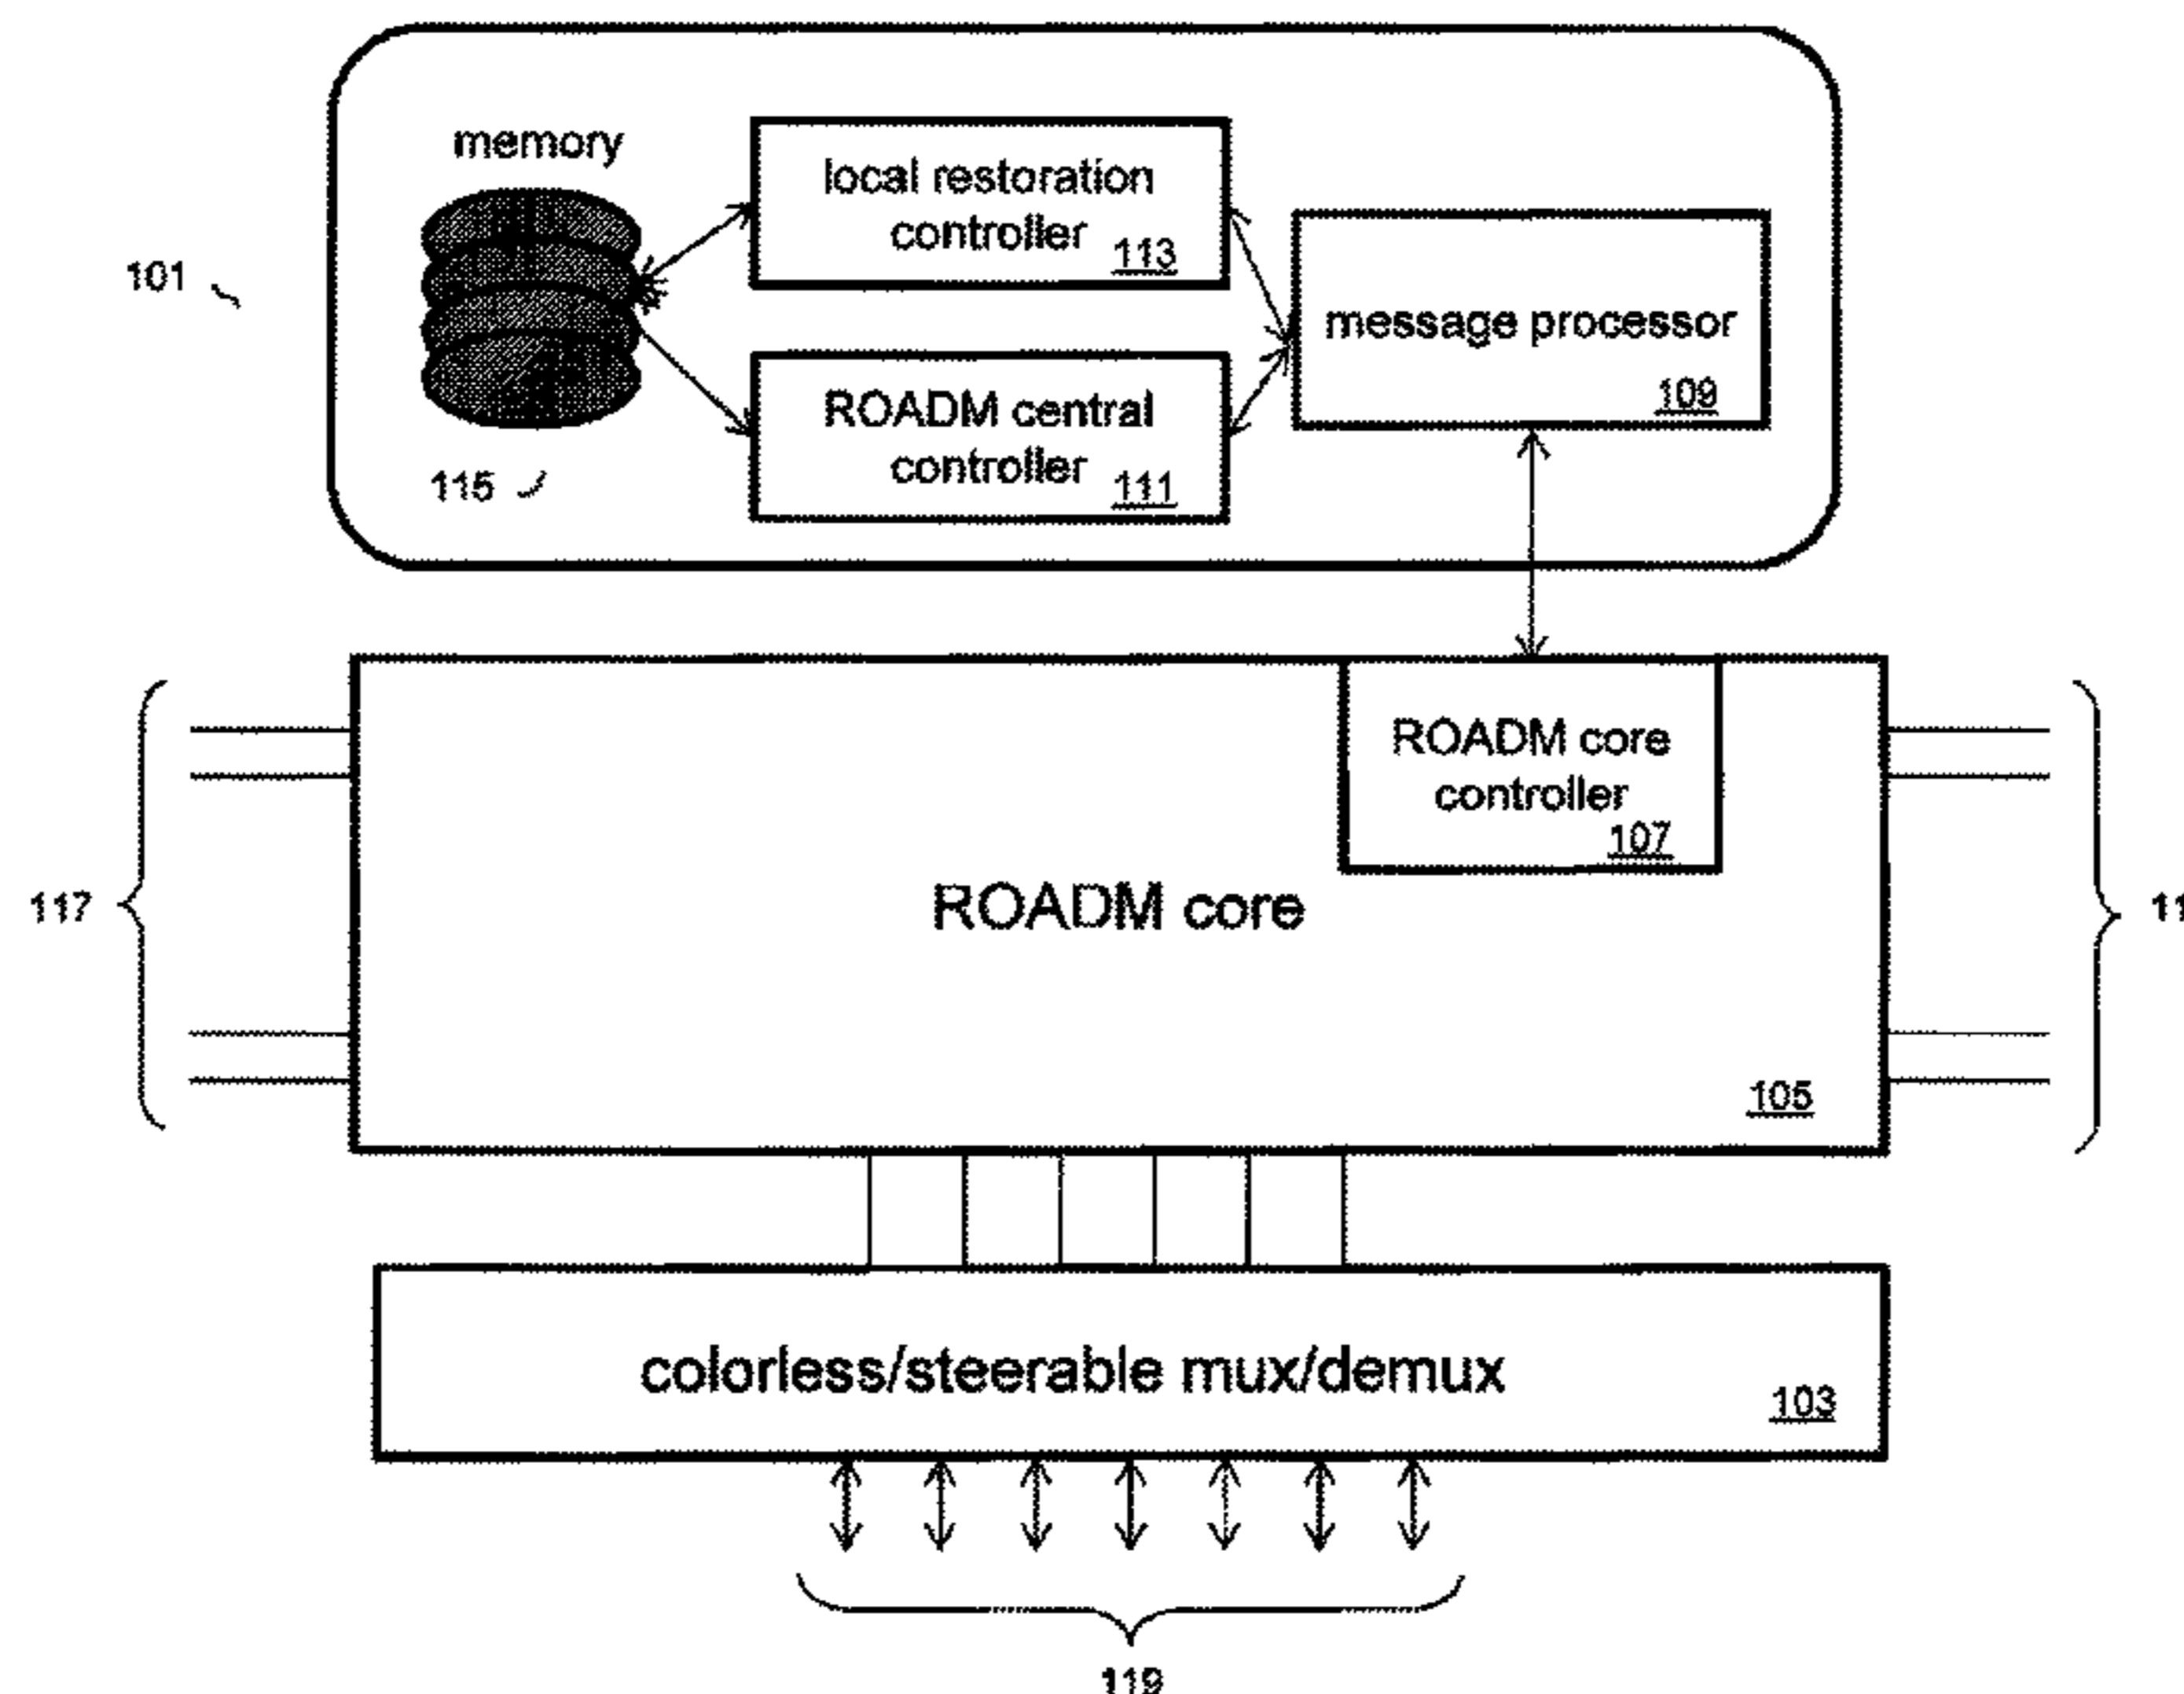 memory
local restoration
controller
113
101
message processor
109
ROADM central
controller
111
115
ROADM core
controller
107
117
ROADM core
11
105
colorless/steerable mux/demux
103
119